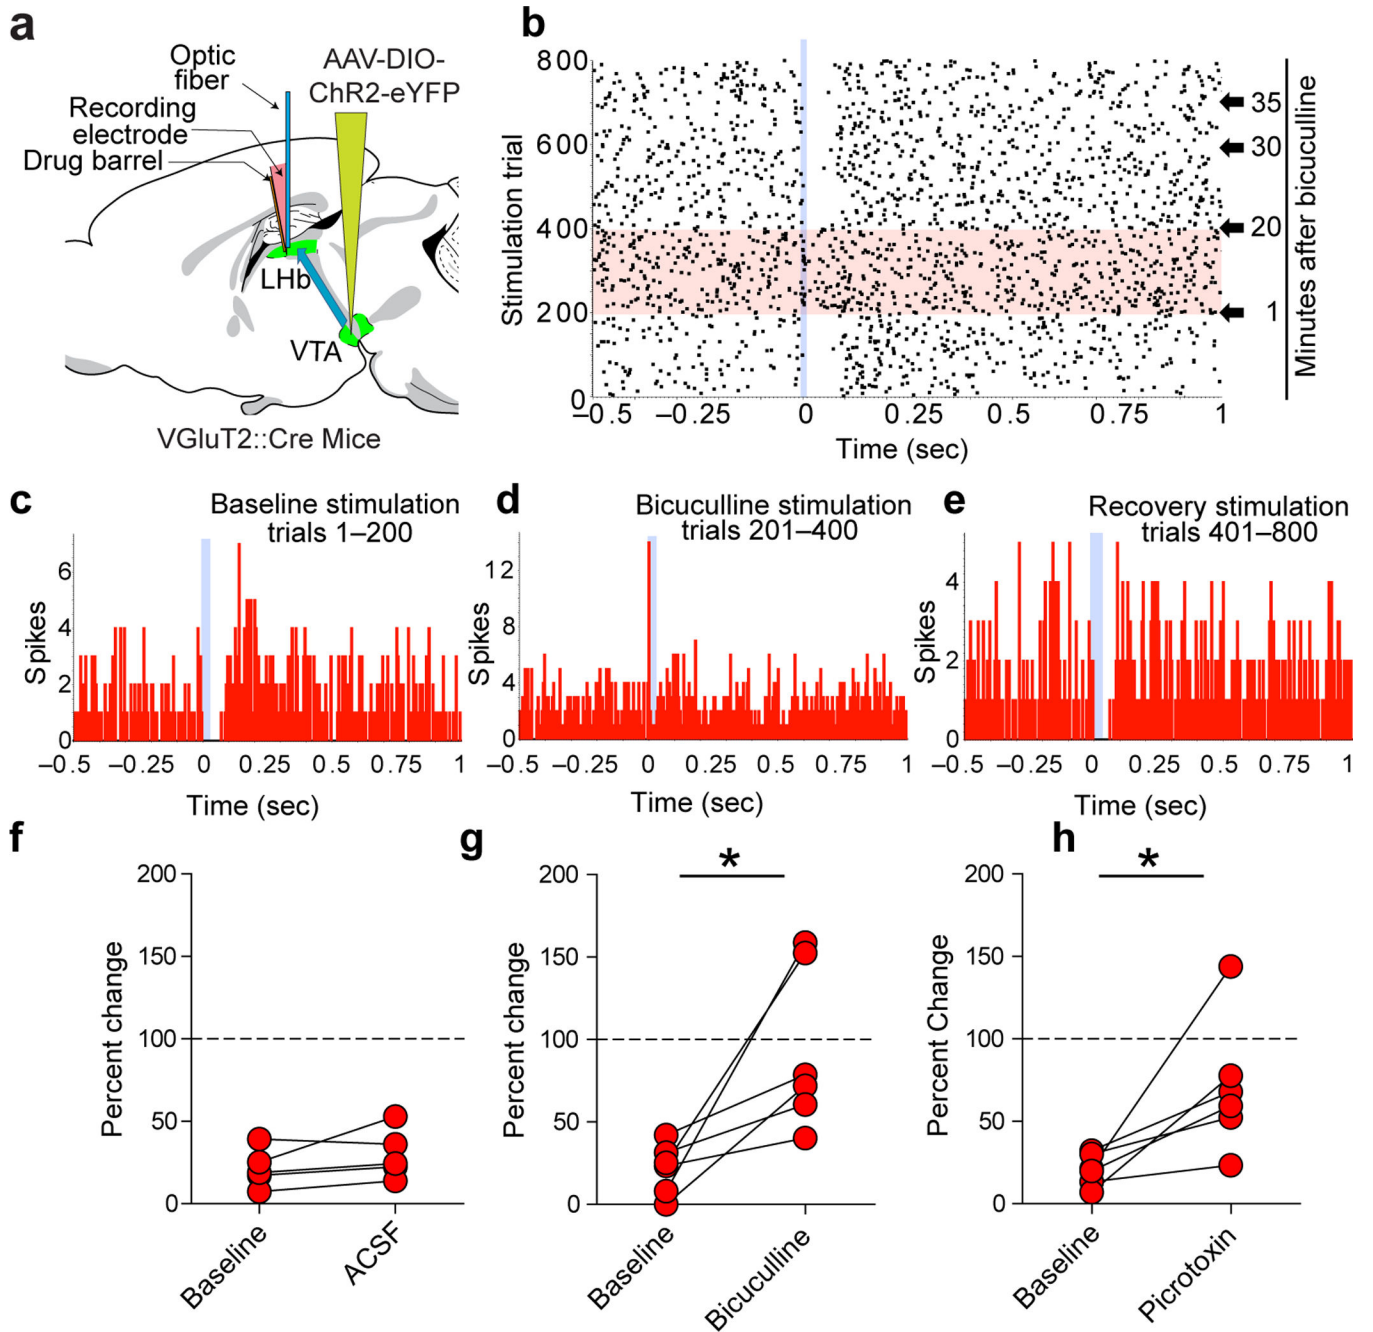 a
Optic
fiber
AAV-DIO-
ChR2-eYFP
Recording
electrode
Drug barrel
LHb
VTA
VGluT2::Cre Mice
b
Stimulation trial
800
600
400
200
0
–0.5
–0.25
0
0.25
0.5
0.75
1
Time (sec)
35
30
20
1
Minutes after bicuculline
c
Baseline stimulation
trials 1–200
Spikes
6
4
2
0
–0.5
–0.25
0
0.25
0.5
0.75
1
Time (sec)
d
Bicuculline stimulation
trials 201–400
Spikes
12
8
4
0
–0.5
–0.25
0
0.25
0.5
0.75
1
Time (sec)
e
Recovery stimulation
trials 401–800
Spikes
4
2
0
–0.5
–0.25
0
0.25
0.5
0.75
1
Time (sec)
f
Percent change
200
150
100
50
0
Baseline
ACSF
g
*
Percent change
200
150
100
50
0
Baseline
Bicuculline
h
*
Percent Change
200
150
100
50
0
Baseline
Picrotoxin